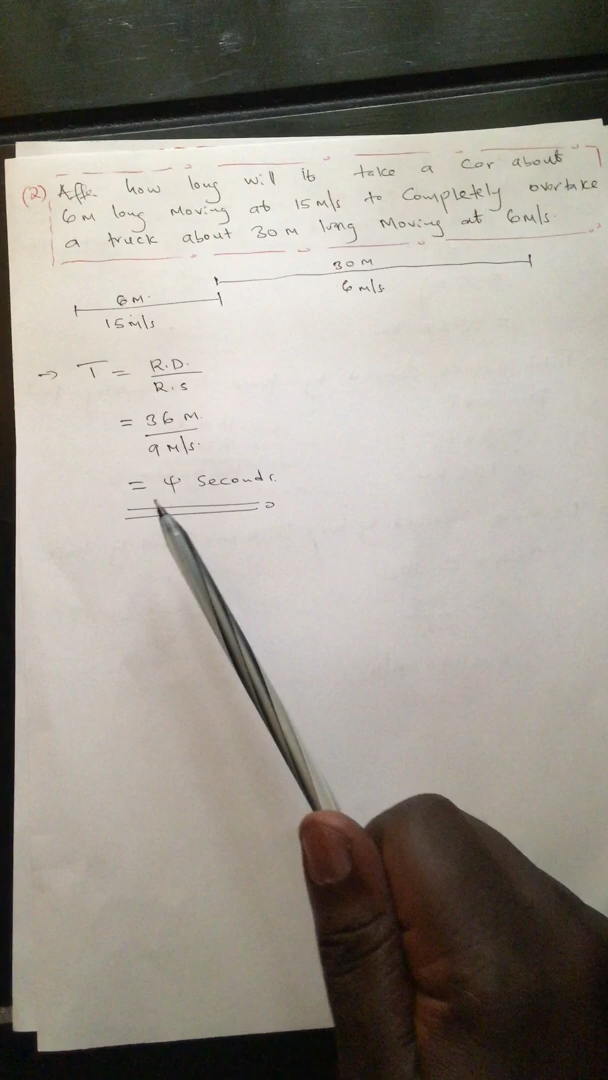 (2) After how long will it take a car about
6M long moving at 15 M/s to completely overtake
a truck about 30 M long moving at 6M/s.
30 M
6 M/s
6 M.
15 M/s
→ T = R.D.
R.S
= 36 M.
9 M/s.
= 4 seconds.